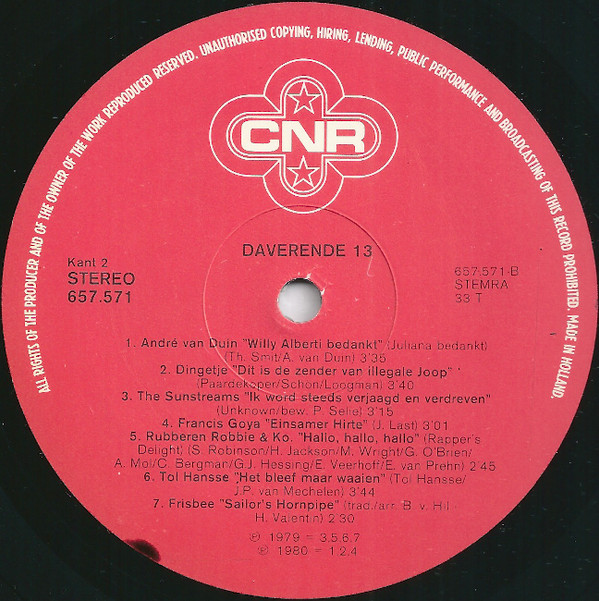 ALL RIGHTS OF THE PRODUCER AND OF THE OWNER OF THE WORK REPRODUCED RESERVED. UNAUTHORISED COPYING, HIRING, LENDING, PUBLIC PERFORMANCE AND BROADCASTING OF THIS RECORD PROHIBITED. MADE IN HOLLAND.
CNR
DAVERENDE 13
Kant 2
STEREO
657.571
657.571-B
STEMRA
33 T
1. André van Duin "Willy Alberti bedankt" (Juliana bedankt)
(Th. Smit/A. van Duin) 3'35
2. Dingetje "Dit is de zender van illegale Joop"
(Paardekoper/Schön/Loogman) 3'40
3. The Sunstreams "Ik word steeds verjaagd en verdreven"
(Unknown/bew. P. Selie) 3'15
4. Francis Goya "Einsamer Hirte" (J. Last) 3'01
5. Rubberen Robbie & Ko. "Hallo, hallo, hallo" (Rapper's
Delight) (S. Robinson/H. Jackson/M. Wright/G. O'Brien/
A. Mol/C. Bergman/G.J. Hessing/E. Veerhoff/E. van Prehn) 2'45
6. Tol Hansse "Het bleef maar waaien" (Tol Hansse/
J.P. van Mechelen) 3'44
7. Frisbee "Sailor's Hornpipe" (trad./arr. B. v. Hil -
H. Valentin) 2'30
℗ 1979 = 3.5.6.7
℗ 1980 = 1.2.4